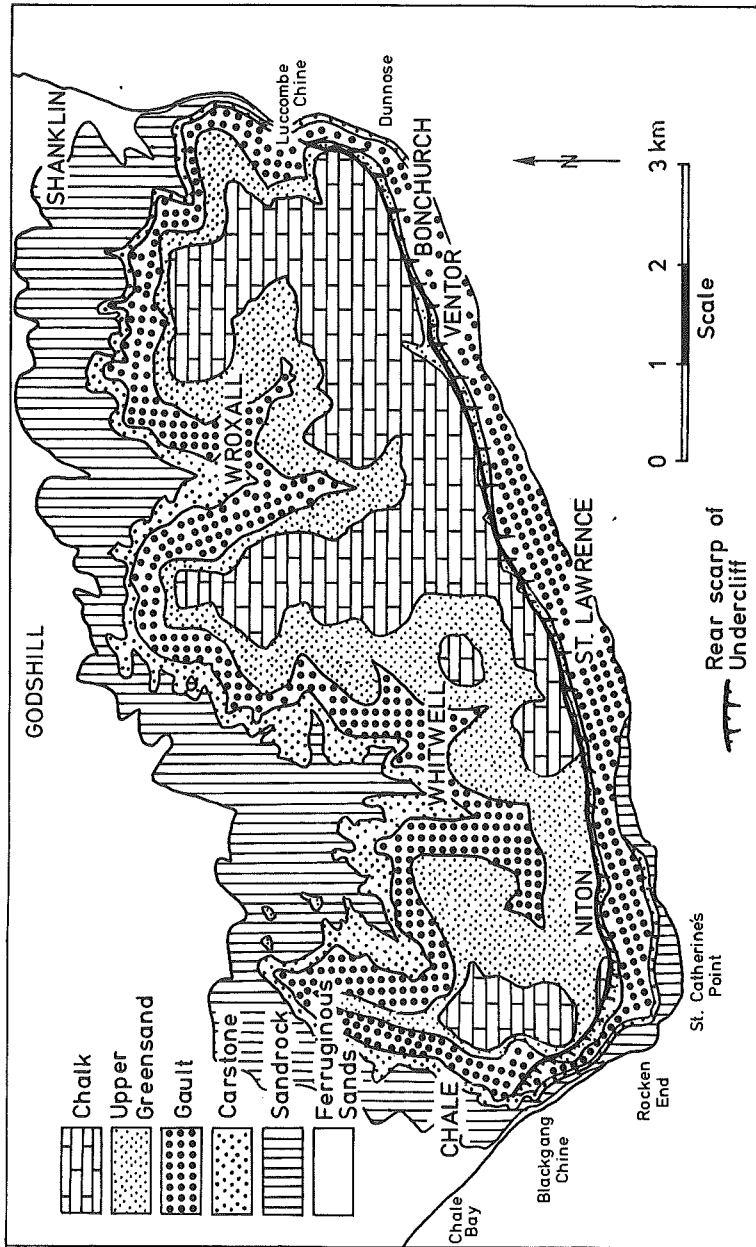 Chalk
Upper
Greensand
Gault
Carstone
Sandrock
Ferruginous
Sands
GODSHILL
SHANKLIN
Luccombe
Chine
Dunnose
WROXALL
BONCHURCH
VENTOR
WHITWELL
ST. LAWRENCE
CHALE
NITON
Chale
Bay
Blackgang
Chine
Rocken
End
St. Catherine's
Point
Rear scarp of
Undercliff
N
0 1 2 3 km
Scale